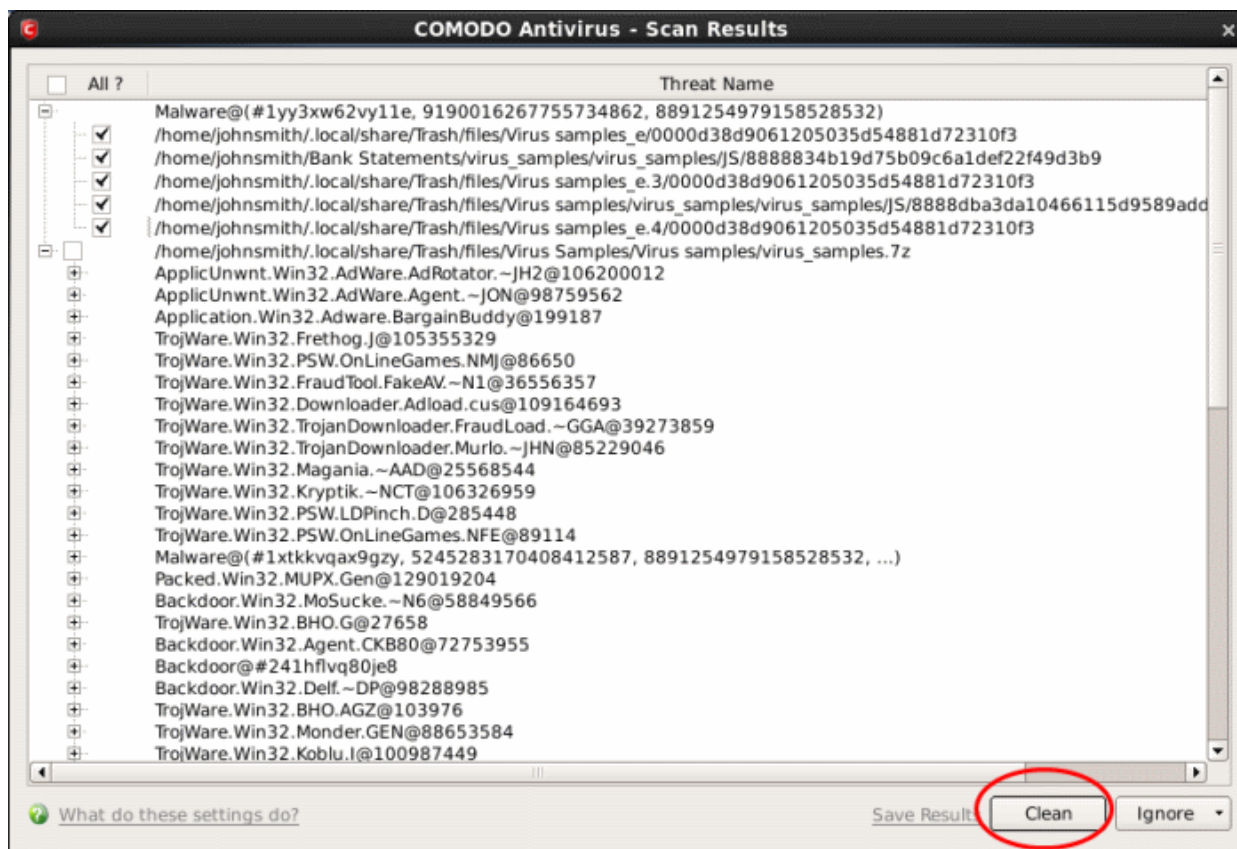 COMODO Antivirus - Scan Results
All ? Threat Name
Malware@(#1yy3xw62vy11e, 9190016267755734862, 8891254979158528532)
/home/johnsmith/.local/share/Trash/files/Virus samples_e/0000d38d9061205035d54881d72310f3
/home/johnsmith/Bank Statements/virus_samples/virus_samples/JS/8888834b19d75b09c6a1def22f49d3b9
/home/johnsmith/.local/share/Trash/files/Virus samples_e.3/0000d38d9061205035d54881d72310f3
/home/johnsmith/.local/share/Trash/files/Virus samples/virus_samples/virus_samples/JS/8888dba3da10466115d9589add
/home/johnsmith/.local/share/Trash/files/Virus samples_e.4/0000d38d9061205035d54881d72310f3
/home/johnsmith/.local/share/Trash/files/Virus Samples/Virus samples/virus_samples.7z
ApplicUnwnt.Win32.AdWare.AdRotator.~JH2@106200012
ApplicUnwnt.Win32.AdWare.Agent.~JON@98759562
Application.Win32.Adware.BargainBuddy@199187
TrojWare.Win32.Frethog.J@105355329
TrojWare.Win32.PSW.OnLineGames.NMJ@86650
TrojWare.Win32.FraudTool.FakeAV.~N1@36556357
TrojWare.Win32.Downloader.Adload.cus@109164693
TrojWare.Win32.TrojanDownloader.FraudLoad.~GGA@39273859
TrojWare.Win32.TrojanDownloader.Murlo.~JHN@85229046
TrojWare.Win32.Magania.~AAD@25568544
TrojWare.Win32.Kryptik.~NCT@106326959
TrojWare.Win32.PSW.LDPinch.D@285448
TrojWare.Win32.PSW.OnLineGames.NFE@89114
Malware@(#1xtkkvqax9gzy, 5245283170408412587, 8891254979158528532, ...)
Packed.Win32.MUPX.Gen@129019204
Backdoor.Win32.MoSucke.~N6@58849566
TrojWare.Win32.BHO.G@27658
Backdoor.Win32.Agent.CKB80@72753955
Backdoor@#241hflvq80je8
Backdoor.Win32.Delf.~DP@98288985
TrojWare.Win32.BHO.AGZ@103976
TrojWare.Win32.Monder.GEN@88653584
TrojWare.Win32.Koblu.I@100987449
What do these settings do? Save Results Clean Ignore